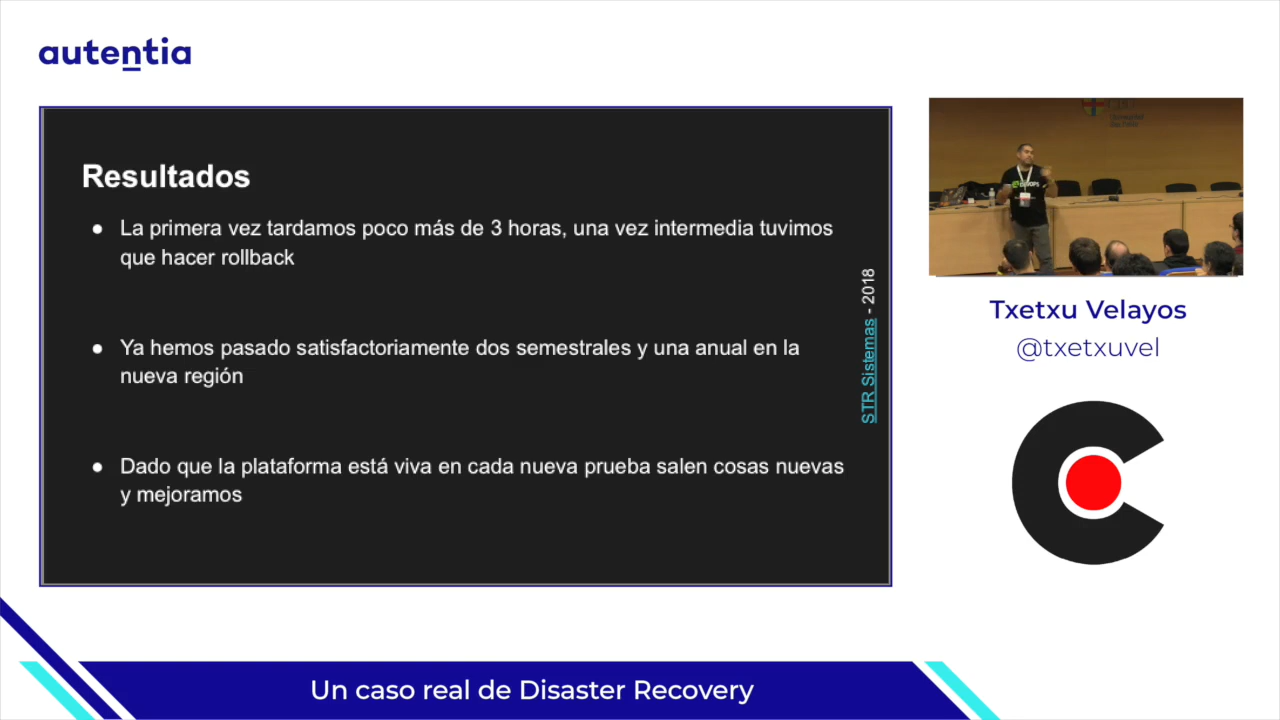 autentia
Resultados
● La primera vez tardamos poco más de 3 horas, una vez intermedia tuvimos
que hacer rollback
● Ya hemos pasado satisfactoriamente dos semestrales y una anual en la
nueva región
● Dado que la plataforma está viva en cada nueva prueba salen cosas nuevas
y mejoramos
STR Sistemas - 2018
Txetxu Velayos
@txetxuvel
Un caso real de Disaster Recovery